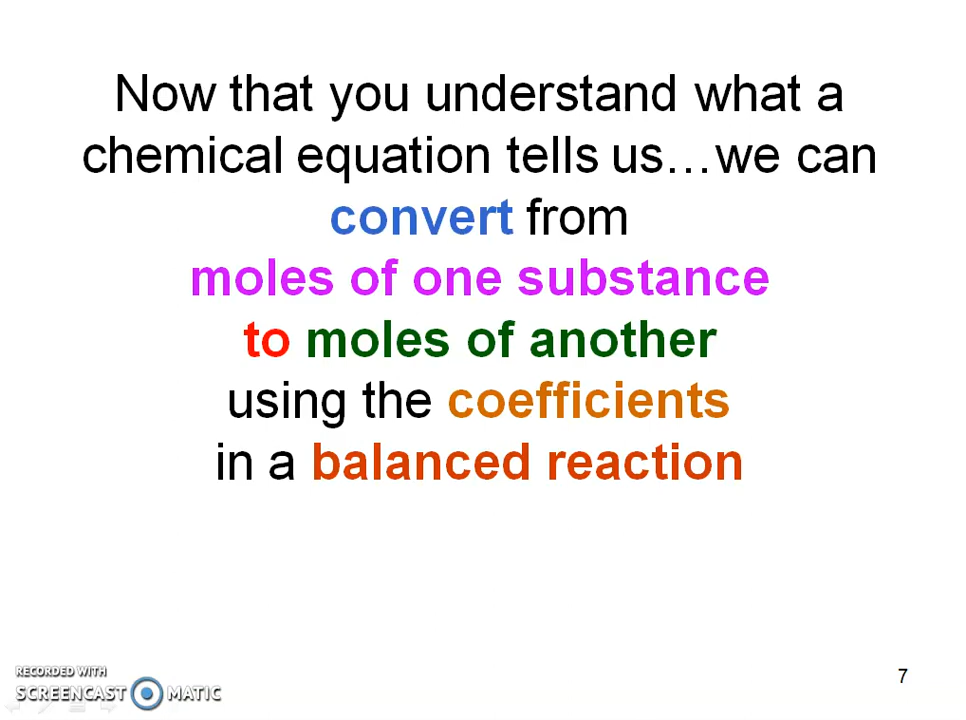 Now that you understand what a
chemical equation tells us…we can
convert from
moles of one substance
to moles of another
using the coefficients
in a balanced reaction
RECORDED WITH
SCREENCAST MATIC
7